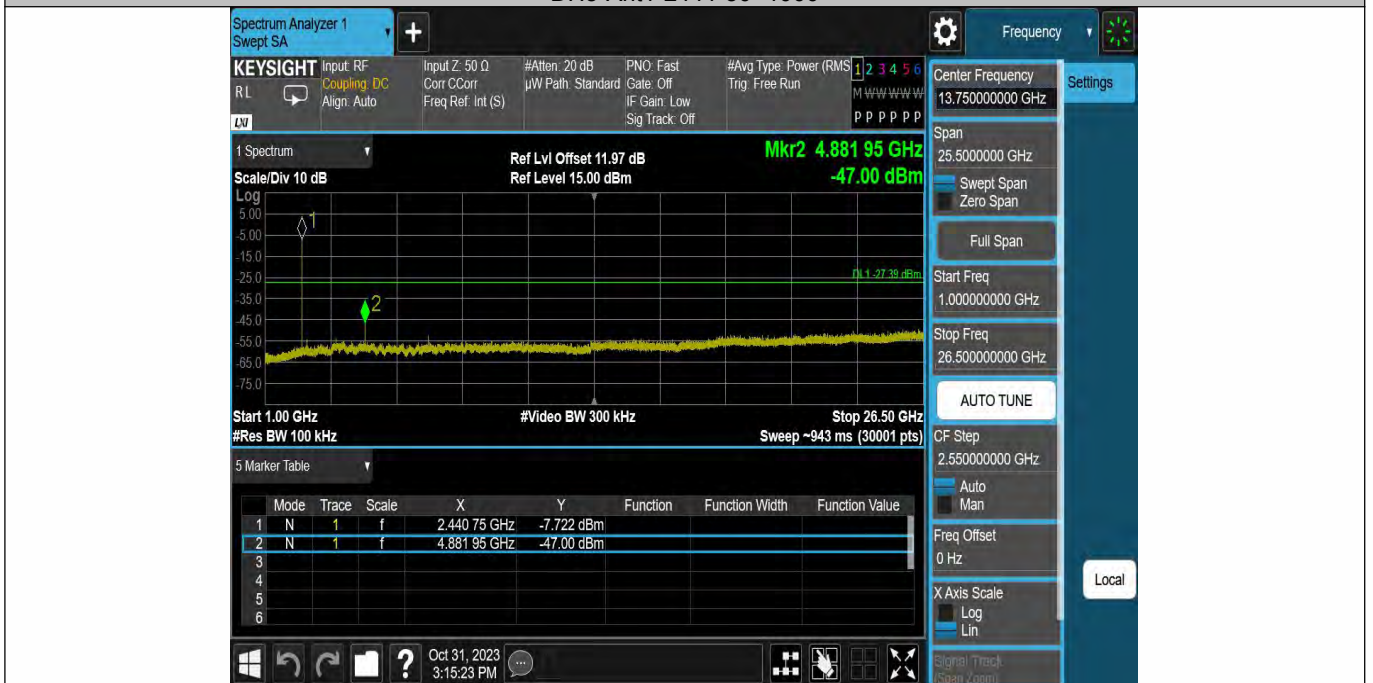 Spectrum Analyzer 1
Swept SA
+
Frequency
KEYSIGHT
RL
LXI
Input: RF
Coupling: DC
Align: Auto
Input Z: 50 Ω
Corr CCorr
Freq Ref: Int (S)
#Atten: 20 dB
µW Path: Standard
PNO: Fast
Gate: Off
IF Gain: Low
Sig Track: Off
#Avg Type: Power (RMS
Trig: Free Run
1 2 3 4 5 6
M W W W W W
P P P P P P
1 Spectrum
Scale/Div 10 dB
Ref Lvl Offset 11.97 dB
Ref Level 15.00 dBm
Mkr2 4.881 95 GHz
-47.00 dBm
Log
5.00
-5.00
-15.0
-25.0
-35.0
-45.0
-55.0
-65.0
-75.0
1
2
DL1 -27.39 dBm
Start 1.00 GHz
#Res BW 100 kHz
#Video BW 300 kHz
Stop 26.50 GHz
Sweep ~943 ms (30001 pts)
5 Marker Table
Mode Trace Scale X Y Function Function Width Function Value
1 N 1 f 2.440 75 GHz -7.722 dBm
2 N 1 f 4.881 95 GHz -47.00 dBm
3
4
5
6
?
Oct 31, 2023
3:15:23 PM
Center Frequency
13.750000000 GHz
Settings
Span
25.5000000 GHz
Swept Span
Zero Span
Full Span
Start Freq
1.000000000 GHz
Stop Freq
26.500000000 GHz
AUTO TUNE
CF Step
2.550000000 GHz
Auto
Man
Freq Offset
0 Hz
X Axis Scale
Log
Lin
Signal Track
(Span Zoom)
Local